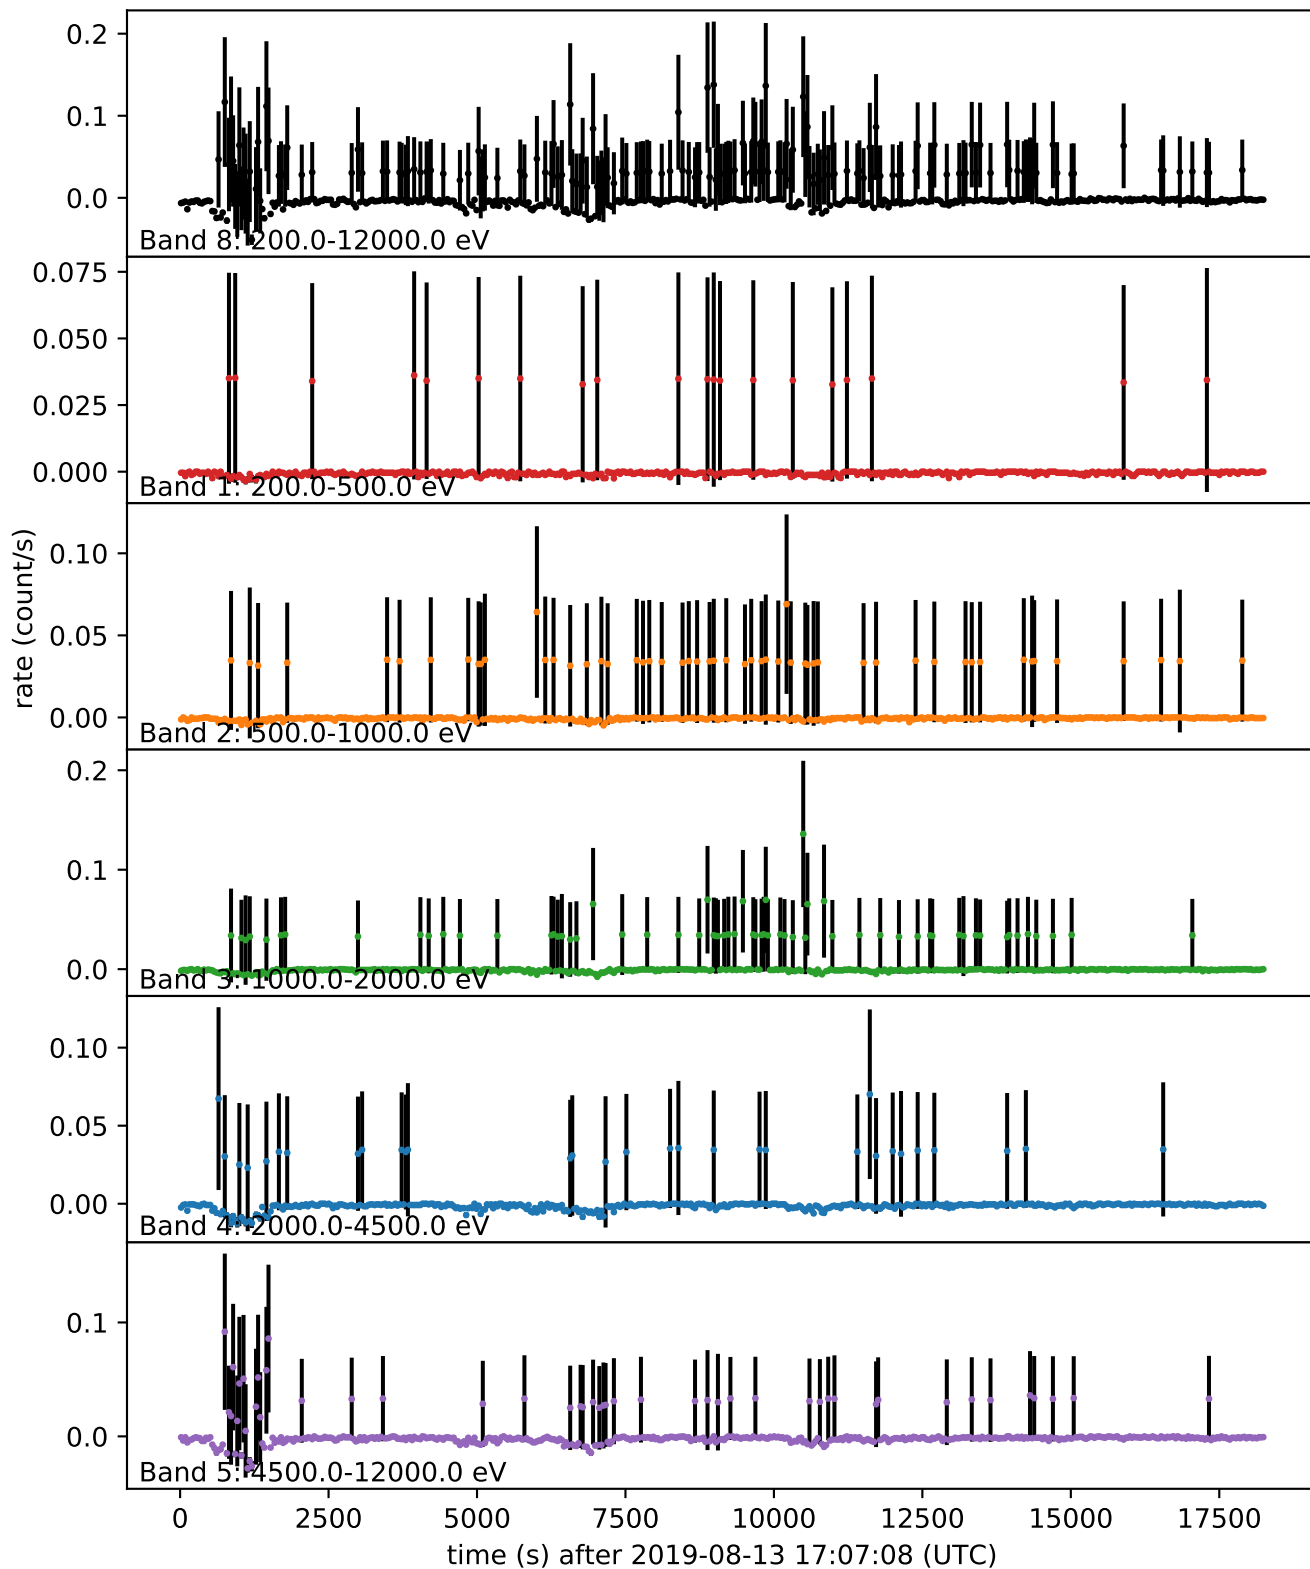 0.2
0.1
0.0
Band 8: 200.0-12000.0 eV
0.075
0.050
0.025
0.000
Band 1: 200.0-500.0 eV
rate (count/s)
0.10
0.05
0.00
Band 2: 500.0-1000.0 eV
0.2
0.1
0.0
Band 3: 1000.0-2000.0 eV
0.10
0.05
0.00
Band 4: 2000.0-4500.0 eV
0.1
0.0
Band 5: 4500.0-12000.0 eV
0 2500 5000 7500 10000 12500 15000 17500
time (s) after 2019-08-13 17:07:08 (UTC)